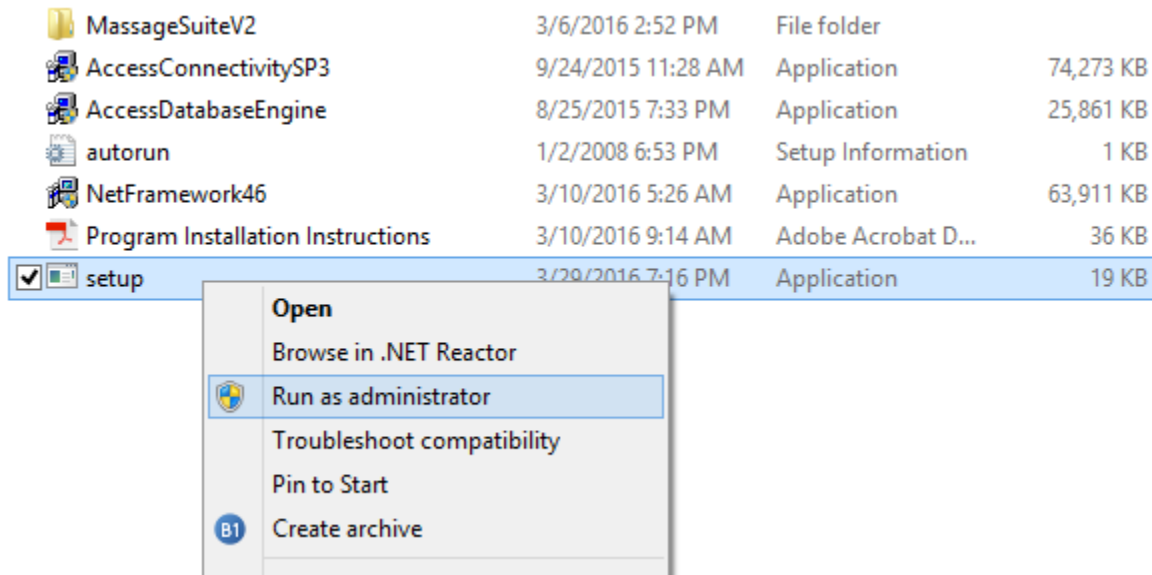 MassageSuiteV2 3/6/2016 2:52 PM File folder
AccessConnectivitySP3 9/24/2015 11:28 AM Application 74,273 KB
AccessDatabaseEngine 8/25/2015 7:33 PM Application 25,861 KB
autorun 1/2/2008 6:53 PM Setup Information 1 KB
NetFramework46 3/10/2016 5:26 AM Application 63,911 KB
Program Installation Instructions 3/10/2016 9:14 AM Adobe Acrobat D... 36 KB
setup 3/29/2016 7:16 PM Application 19 KB
Open
Browse in .NET Reactor
Run as administrator
Troubleshoot compatibility
Pin to Start
B1 Create archive